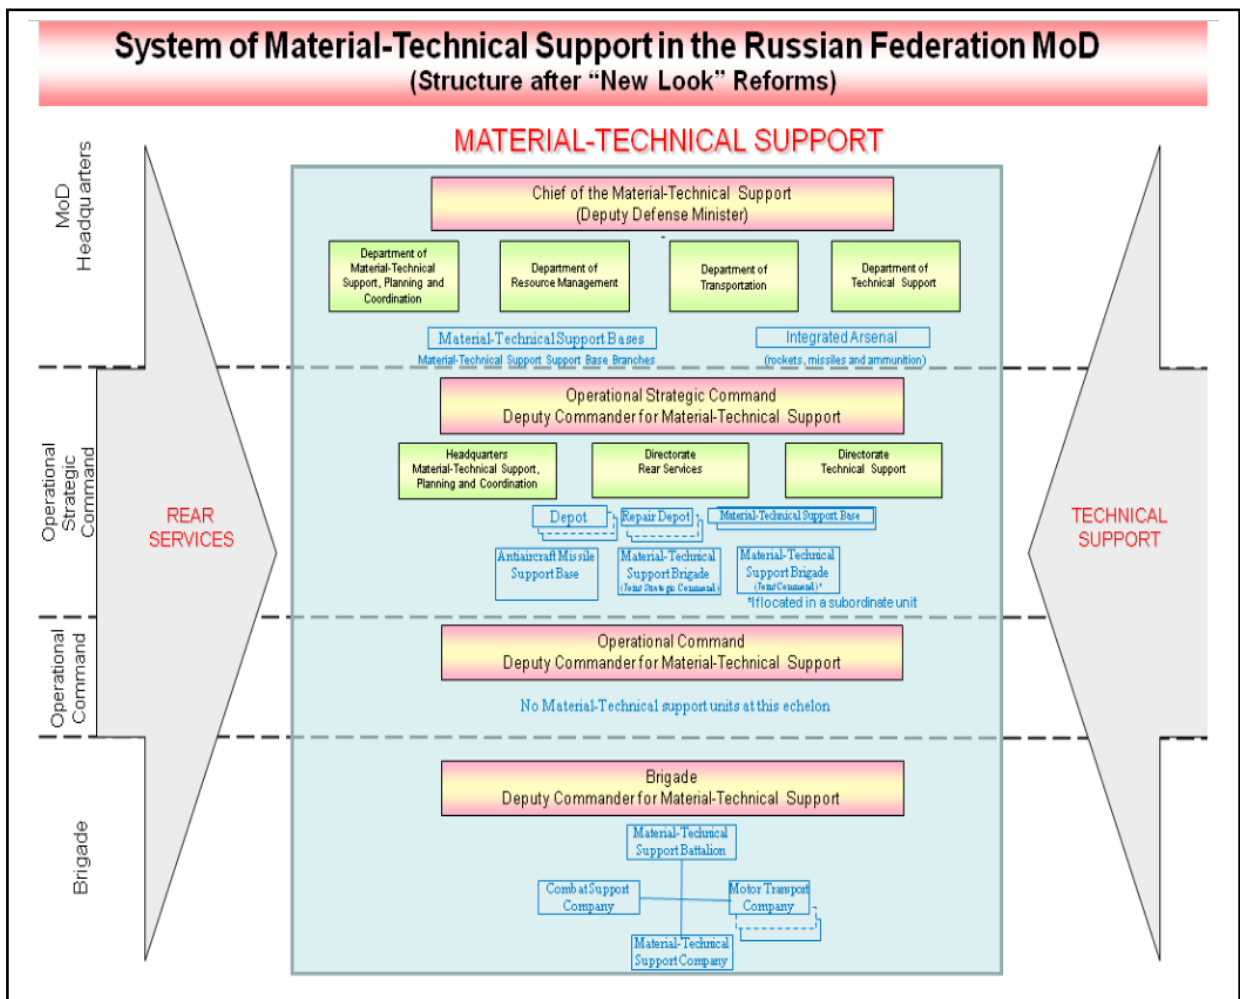 System of Material-Technical Support in the Russian Federation MoD
(Structure after “New Look” Reforms)
MATERIAL-TECHNICAL SUPPORT
MoD
Headquarters
Chief of the Material-Technical Support
(Deputy Defense Minister)
Department of
Material-Technical
Support, Planning and
Coordination
Department of
Resource Management
Department of
Transportation
Department of
Technical Support
Material-Technical Support Bases
Material-Technical Support Support Base Branches
Integrated Arsenal
(rockets, missiles and ammunition)
Operational
Strategic
Command
REAR
SERVICES
TECHNICAL
SUPPORT
Operational Strategic Command
Deputy Commander for Material-Technical Support
Headquarters
Material-Technical Support,
Planning and Coordination
Directorate
Rear Services
Directorate
Technical Support
Depot
Repair Depot
Material-Technical Support Base
Antiaircraft Missile
Support Base
Material-Technical
Support Brigade
(Joint Strategic Command)
Material-Technical
Support Brigade
(Joint Command)*
*If located in a subordinate unit
Operational
Command
Operational Command
Deputy Commander for Material-Technical Support
No Material-Technical support units at this echelon
Brigade
Brigade
Deputy Commander for Material-Technical Support
Material-Technical
Support Battalion
Combat Support
Company
Motor Transport
Company
Material-Technical
Support Company